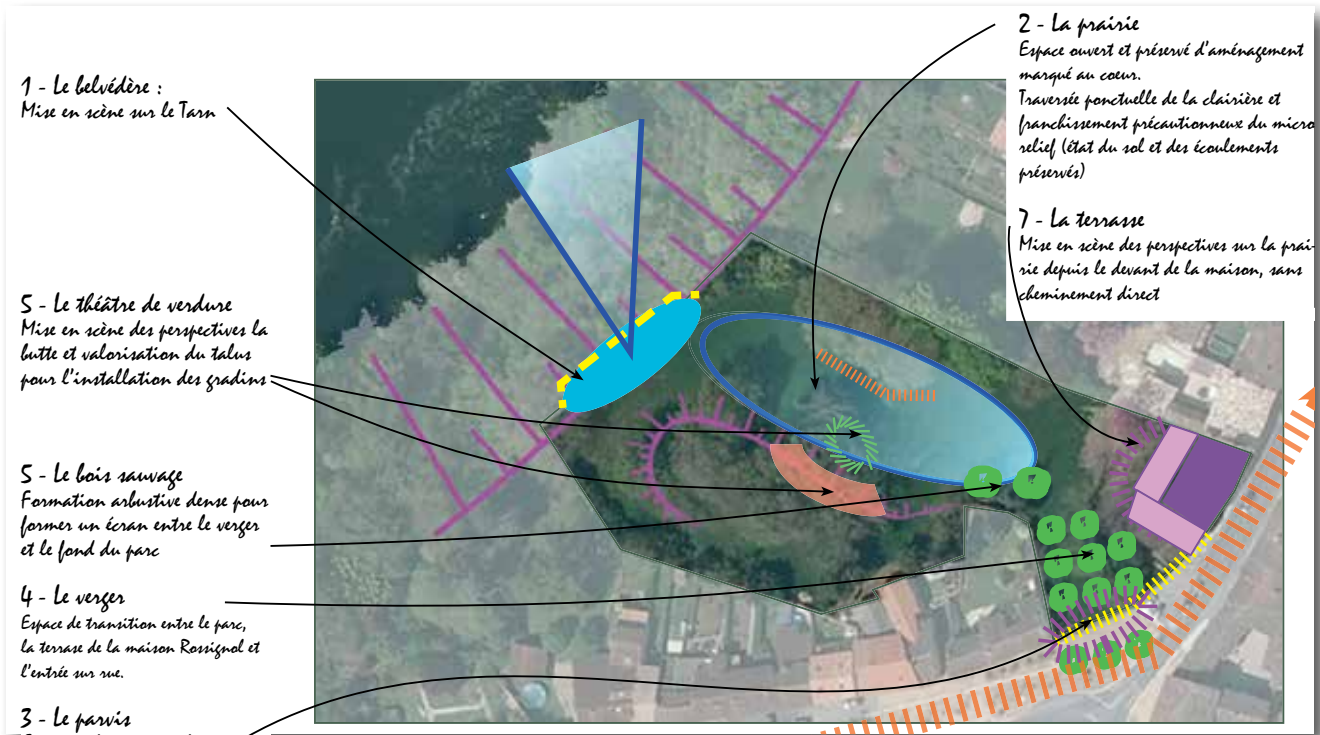 1 - Le belvédère :
Mise en scène sur le Tarn
5 - Le théâtre de verdure
Mise en scène des perspectives la
butte et valorisation du talus
pour l'installation des gradins
5 - Le bois sauvage
Formation arbustive dense pour
former un écran entre le verger
et le fond du parc
4 - Le verger
Espace de transition entre le parc,
la terrase de la maison Rossignol et
l'entrée sur rue.
3 - Le parvis
2 - La prairie
Espace ouvert et préservé d'aménagement
marqué au coeur.
Traversée ponctuelle de la clairière et
franchissement précautionneux du micro
relief (état du sol et des écoulements
préservés)
7 - La terrasse
Mise en scène des perspectives sur la prai-
rie depuis le devant de la maison, sans
cheminement direct